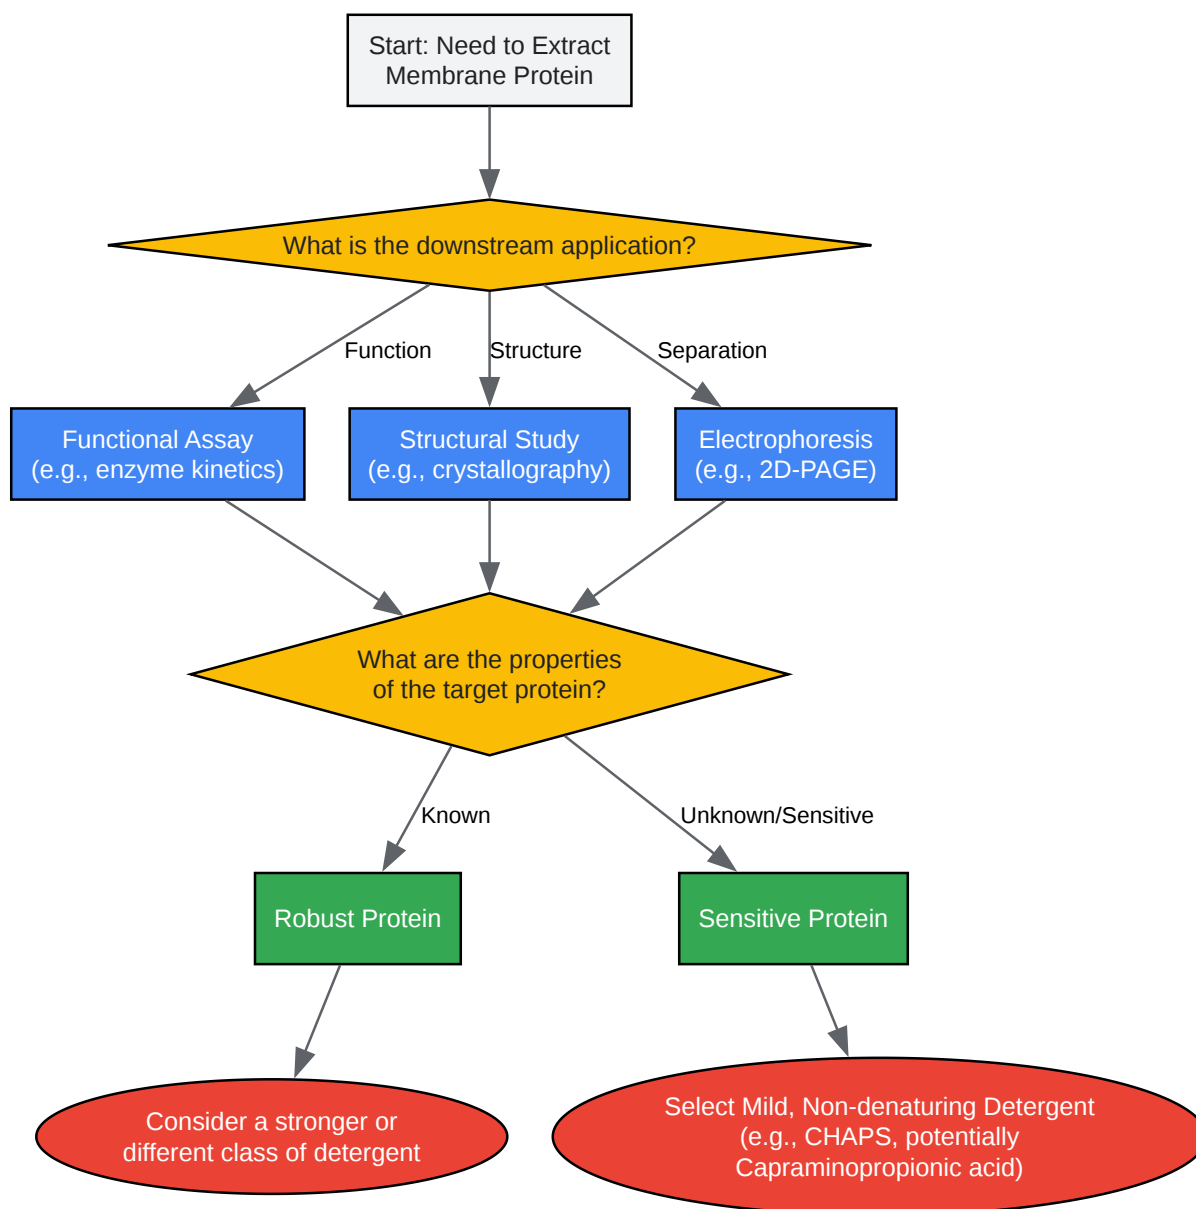 Start: Need to Extract
Membrane Protein
What is the downstream application?
Function
Structure
Separation
Functional Assay
(e.g., enzyme kinetics)
Structural Study
(e.g., crystallography)
Electrophoresis
(e.g., 2D-PAGE)
What are the properties
of the target protein?
Known
Unknown/Sensitive
Robust Protein
Sensitive Protein
Consider a stronger or
different class of detergent
Select Mild, Non-denaturing Detergent
(e.g., CHAPS, potentially
Capraminopropionic acid)